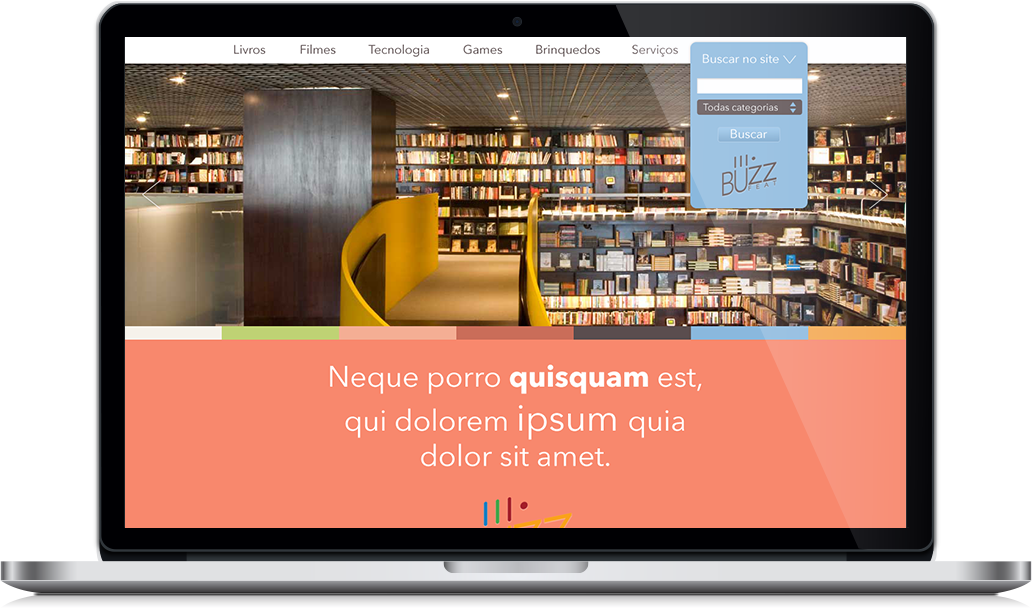 Livros Filmes Tecnologia Games Brinquedos Serviços
Buscar no site
Todas categorias
Buscar
BUZZ
FEAT
Neque porro quisquam est,
qui dolorem ipsum quia
dolor sit amet.